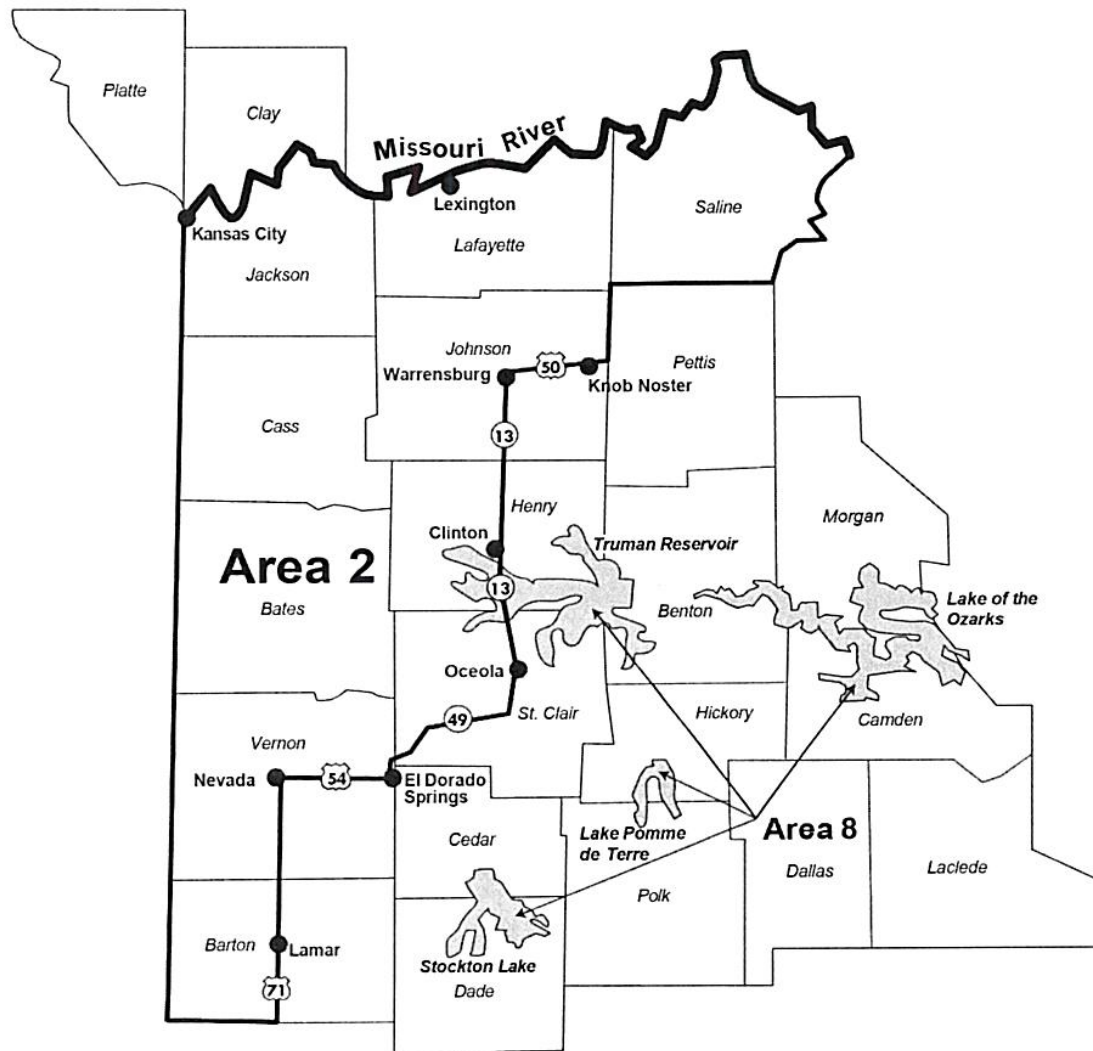 Platte
Clay
Missouri River
Lexington
Saline
Kansas City
Lafayette
Jackson
Johnson
50
Pettis
Warrensburg
Knob Noster
Cass
13
Henry
Morgan
Clinton
Truman Reservoir
Area 2
13
Bates
Benton
Lake of the
Ozarks
Oceola
St. Clair
Hickory
49
Camden
Vernon
Nevada
54
El Dorado
Springs
Cedar
Lake Pomme
de Terre
Area 8
Dallas
Laclede
Polk
Barton
Lamar
Stockton Lake
71
Dade